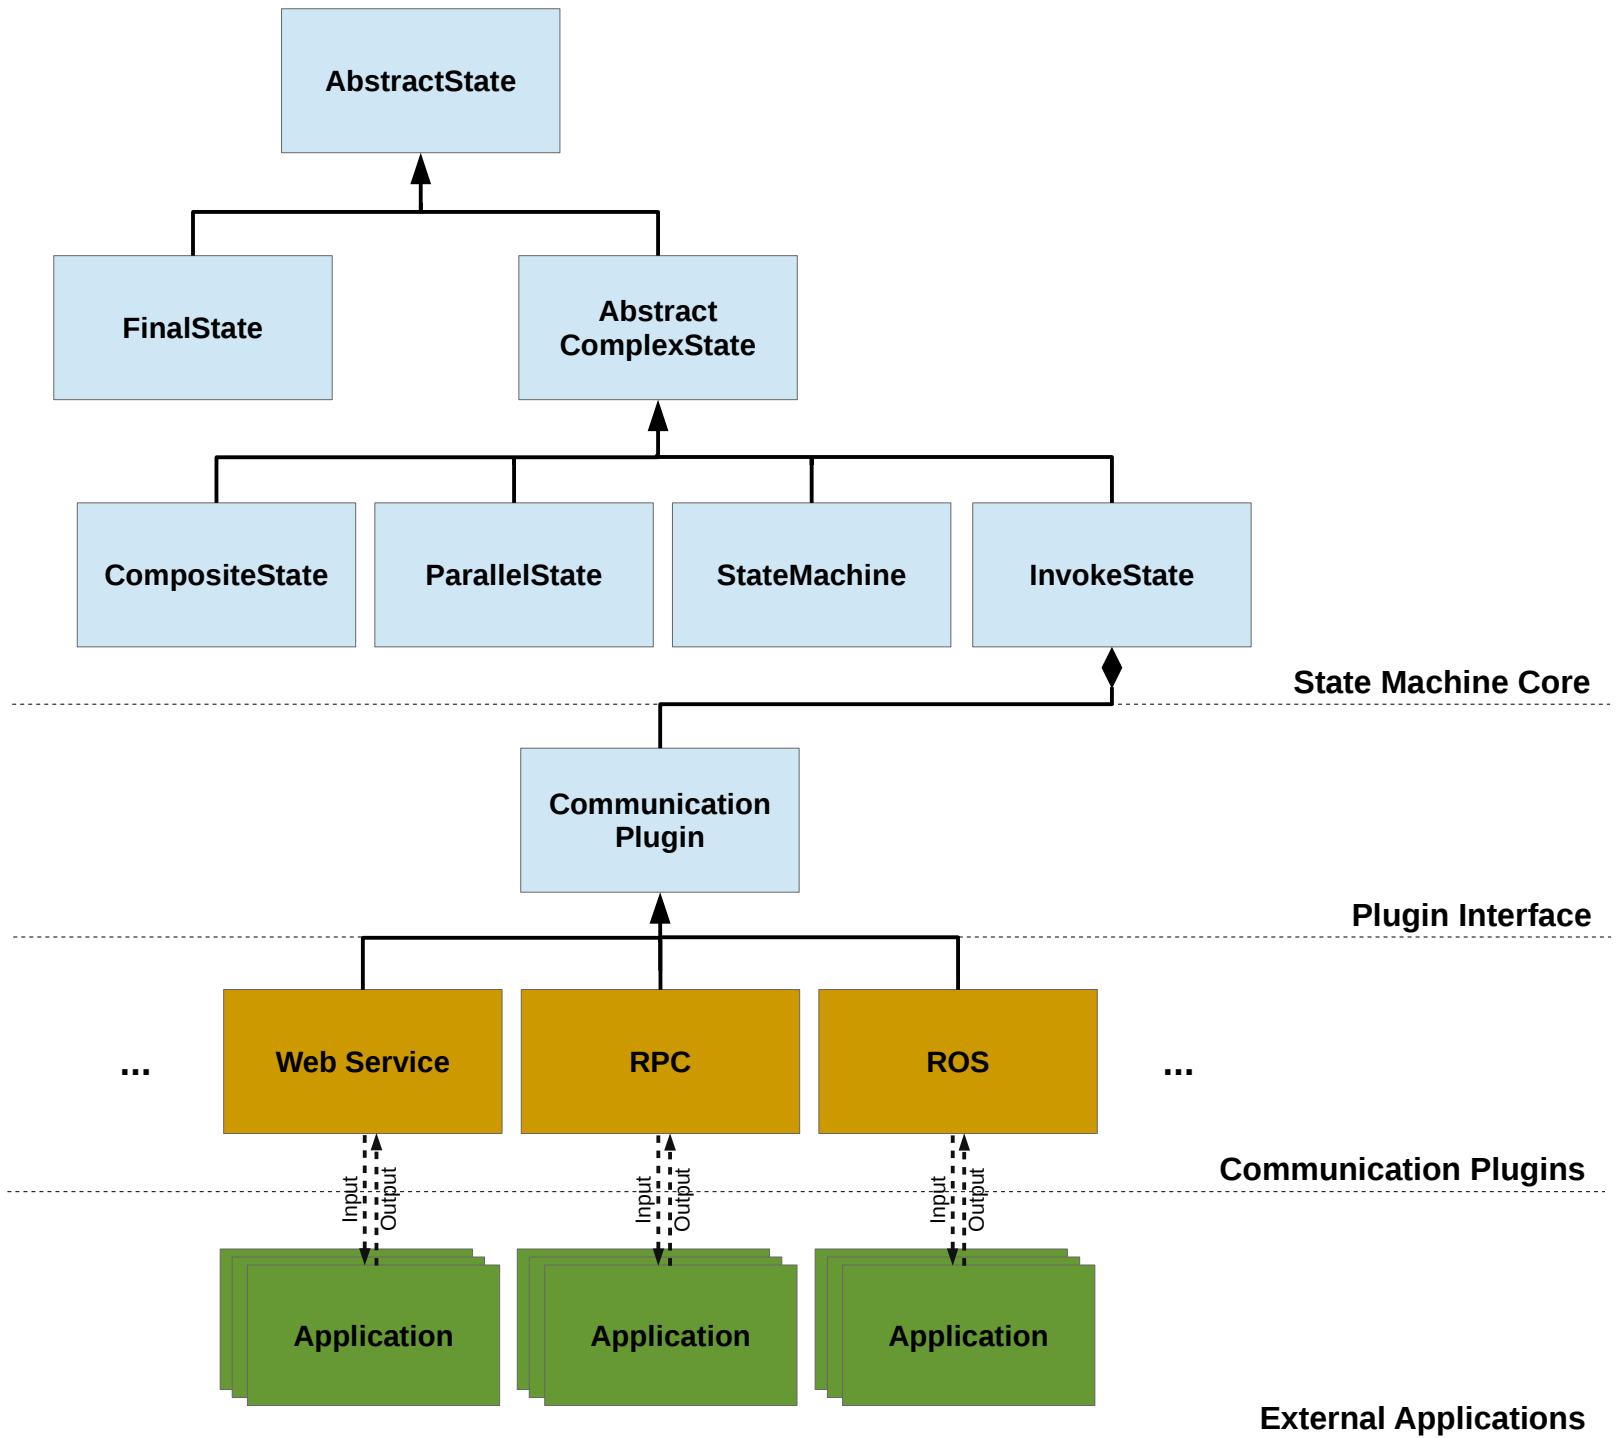 AbstractState
FinalState
Abstract
ComplexState
CompositeState
ParallelState
StateMachine
InvokeState
State Machine Core
Communication
Plugin
Plugin Interface
...
Web Service
RPC
ROS
...
Communication Plugins
Input
Output
Input
Output
Input
Output
Application
Application
Application
External Applications